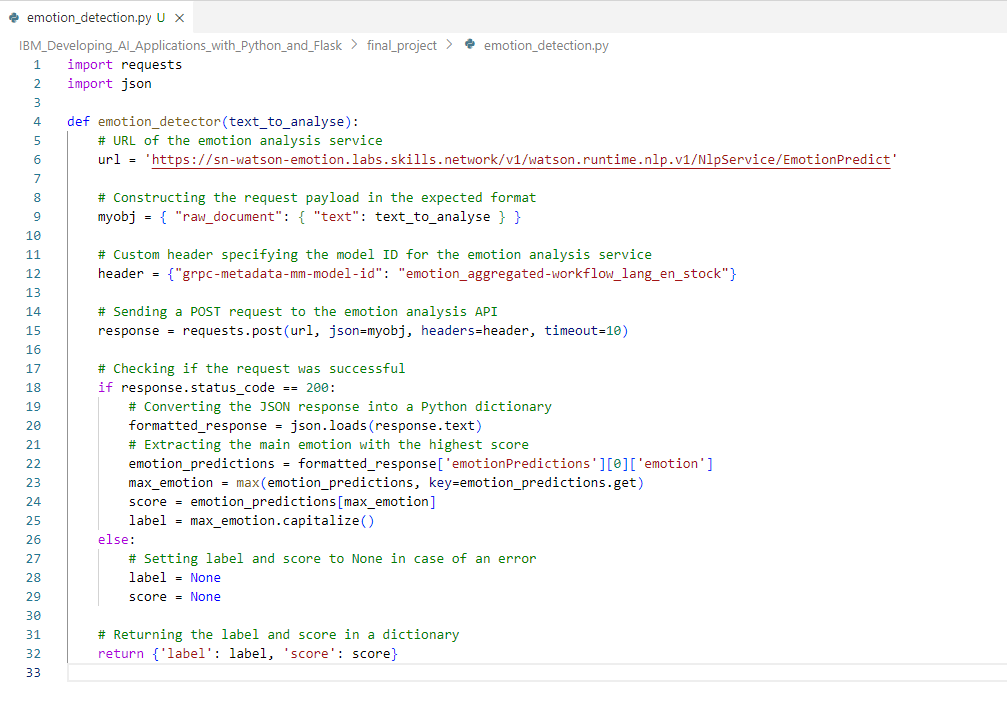 emotion_detection.py U ×
IBM_Developing_AI_Applications_with_Python_and_Flask > final_project > emotion_detection.py
1 import requests
2 import json
3
4 def emotion_detector(text_to_analyse):
5     # URL of the emotion analysis service
6     url = 'https://sn-watson-emotion.labs.skills.network/v1/watson.runtime.nlp.v1/NlpService/EmotionPredict'
7
8     # Constructing the request payload in the expected format
9     myobj = { "raw_document": { "text": text_to_analyse } }
10
11     # Custom header specifying the model ID for the emotion analysis service
12     header = {"grpc-metadata-mm-model-id": "emotion_aggregated-workflow_lang_en_stock"}
13
14     # Sending a POST request to the emotion analysis API
15     response = requests.post(url, json=myobj, headers=header, timeout=10)
16
17     # Checking if the request was successful
18     if response.status_code == 200:
19         # Converting the JSON response into a Python dictionary
20         formatted_response = json.loads(response.text)
21         # Extracting the main emotion with the highest score
22         emotion_predictions = formatted_response['emotionPredictions'][0]['emotion']
23         max_emotion = max(emotion_predictions, key=emotion_predictions.get)
24         score = emotion_predictions[max_emotion]
25         label = max_emotion.capitalize()
26     else:
27         # Setting label and score to None in case of an error
28         label = None
29         score = None
30
31     # Returning the label and score in a dictionary
32     return {'label': label, 'score': score}
33